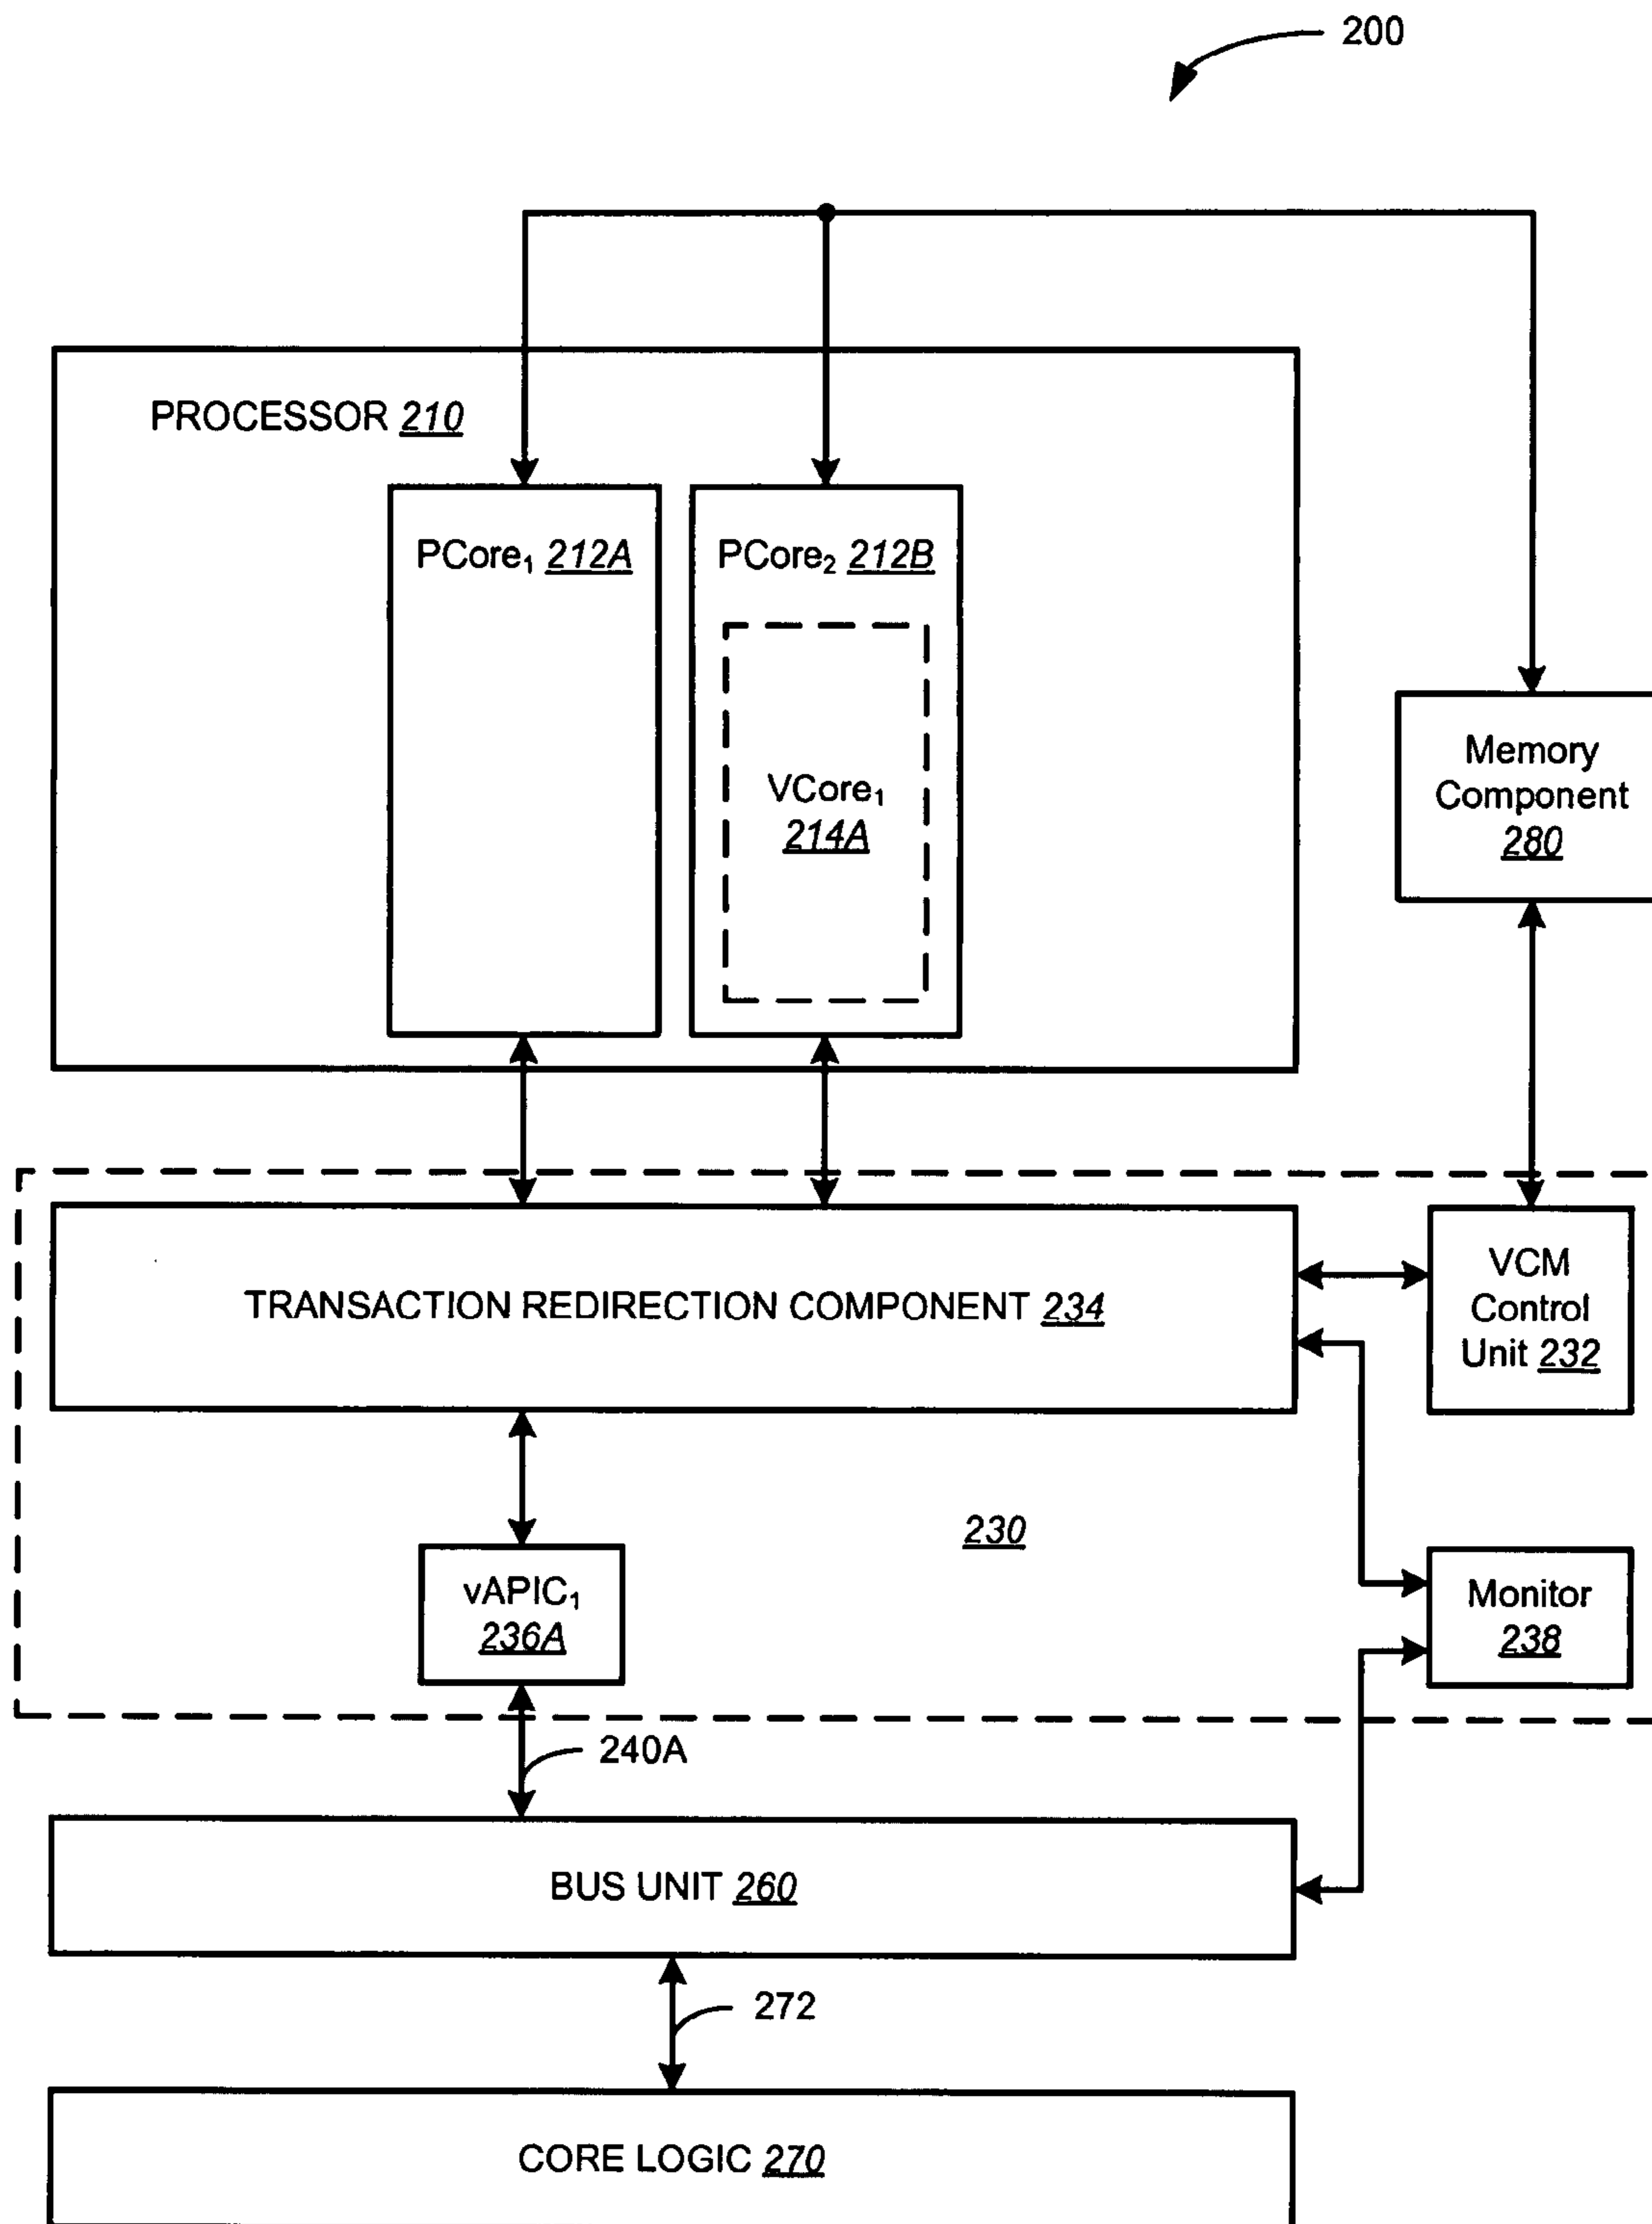 200
PROCESSOR 210
PCore₁ 212A
PCore₂ 212B
VCore₁
214A
Memory
Component
280
TRANSACTION REDIRECTION COMPONENT 234
VCM
Control
Unit 232
230
vAPIC₁
236A
Monitor
238
240A
BUS UNIT 260
272
CORE LOGIC 270